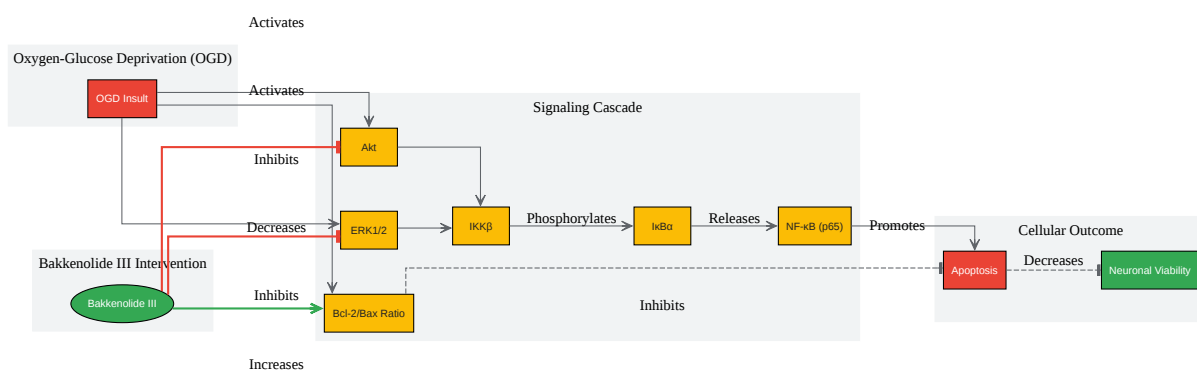 Activates
Oxygen-Glucose Deprivation (OGD)
OGD Insult
Activates
Signaling Cascade
Akt
Inhibits
Decreases
ERK1/2
IKKβ
Phosphorylates
IκBα
Releases
NF-κB (p65)
Promotes
Cellular Outcome
Bakkenolide III Intervention
Apoptosis
Decreases
Neuronal Viability
Bakkenolide III
Inhibits
Bcl-2/Bax Ratio
Inhibits
Increases